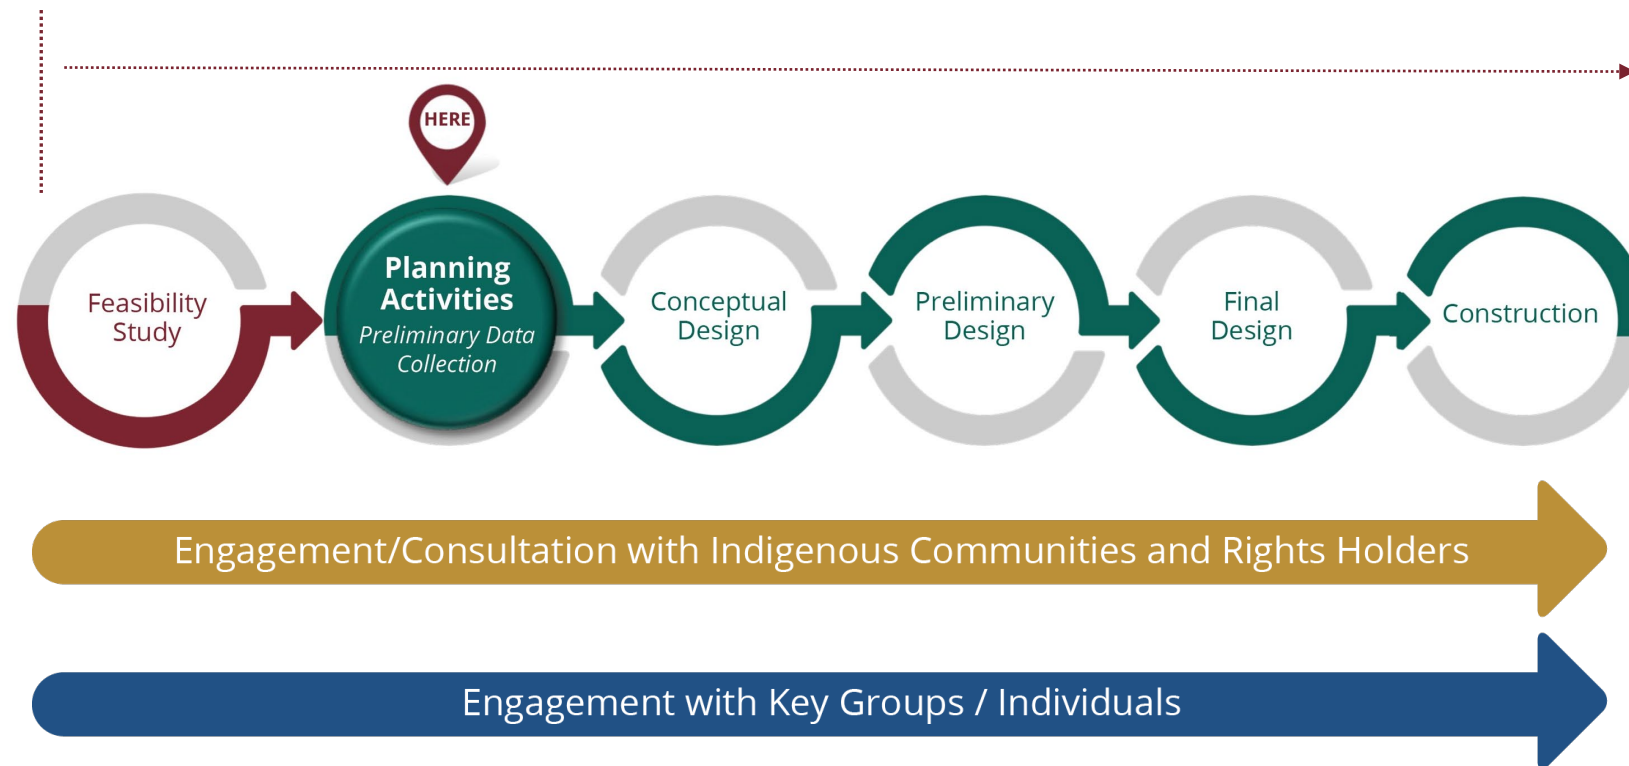 HERE
Feasibility
Study
Planning
Activities
Preliminary Data
Collection
Conceptual
Design
Preliminary
Design
Final
Design
Construction
Engagement/Consultation with Indigenous Communities and Rights Holders
Engagement with Key Groups / Individuals